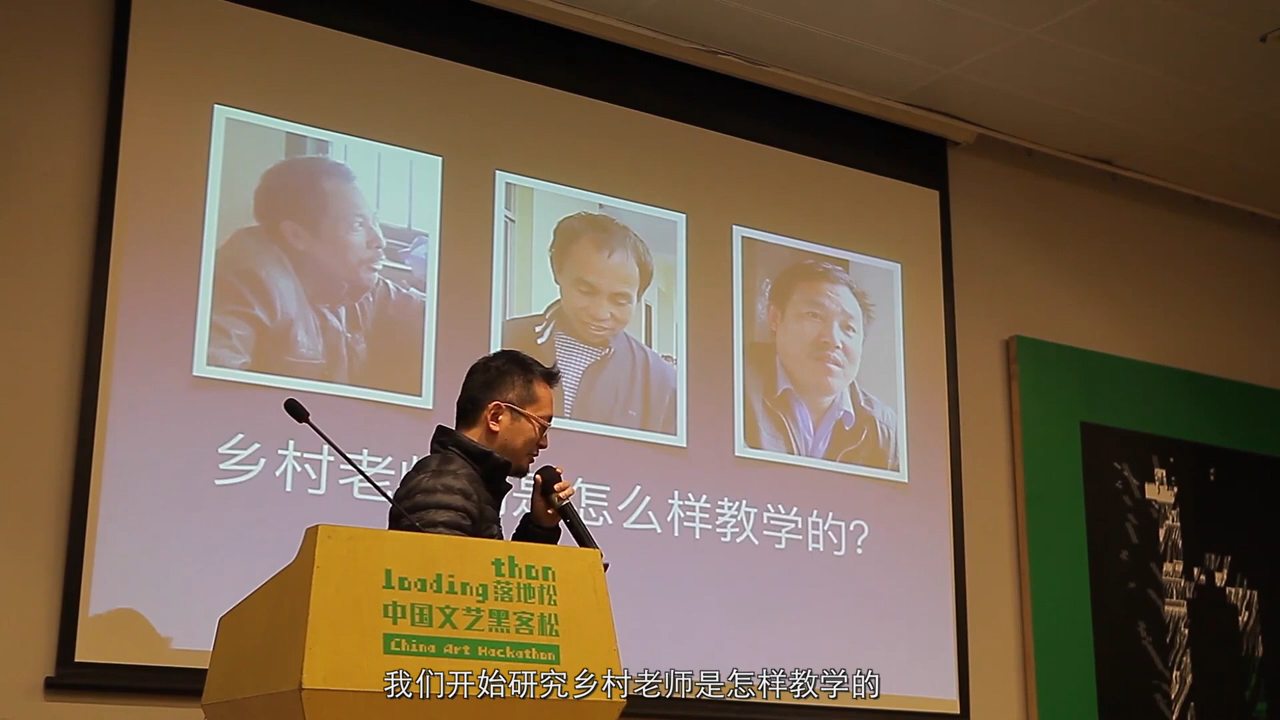 乡村老师是怎么样教学的?
thon
loading落地松
中国文艺黑客松
China Art Hackathon
我们开始研究乡村老师是怎样教学的